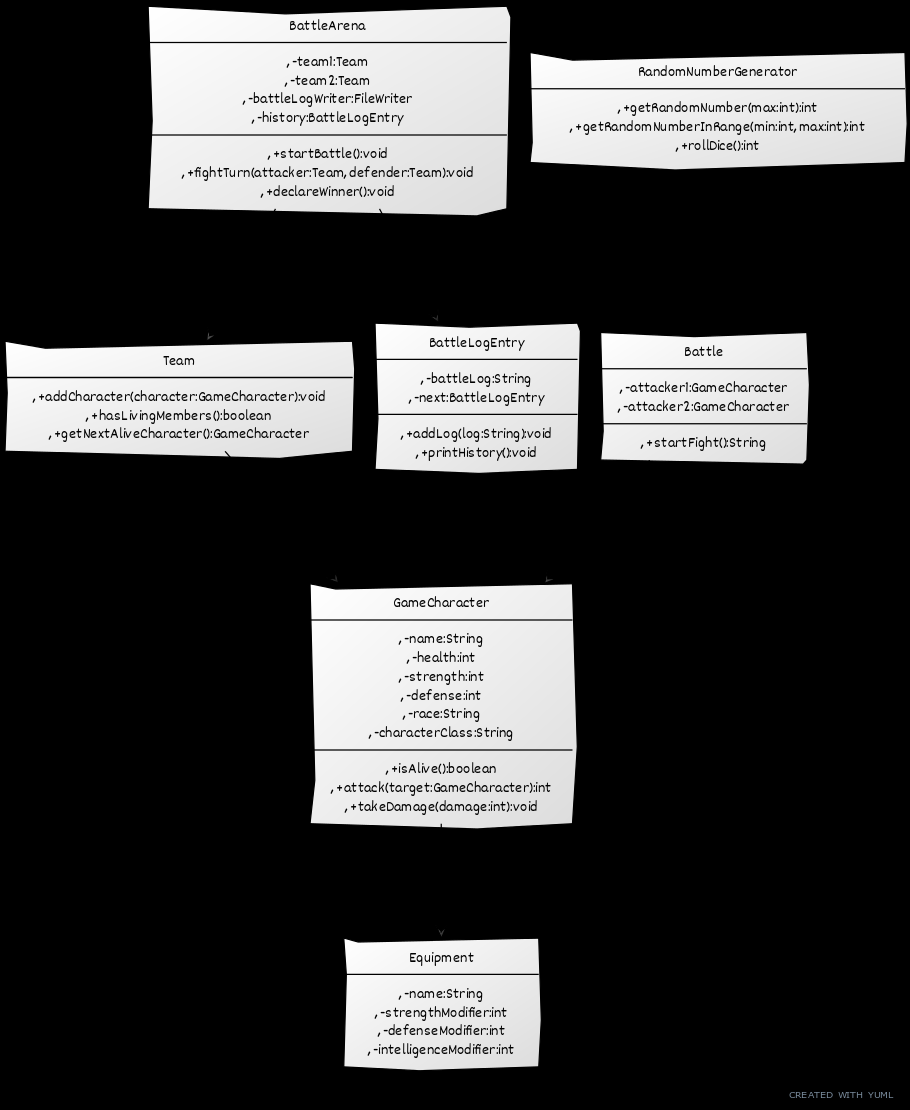 BattleArena
,-team1:Team
,-team2:Team
,-battleLogWriter:FileWriter
,-history:BattleLogEntry
,+startBattle():void
,+fightTurn(attacker:Team, defender:Team):void
,+declareWinner():void
RandomNumberGenerator
,+getRandomNumber(max:int):int
,+getRandomNumberInRange(min:int, max:int):int
,+rollDice():int
Team
,+addCharacter(character:GameCharacter):void
,+hasLivingMembers():boolean
,+getNextAliveCharacter():GameCharacter
BattleLogEntry
,-battleLog:String
,-next:BattleLogEntry
,+addLog(log:String):void
,+printHistory():void
Battle
,-attacker1:GameCharacter
,-attacker2:GameCharacter
,+startFight():String
GameCharacter
,-name:String
,-health:int
,-strength:int
,-defense:int
,-race:String
,-characterClass:String
,+isAlive():boolean
,+attack(target:GameCharacter):int
,+takeDamage(damage:int):void
Equipment
,-name:String
,-strengthModifier:int
,-defenseModifier:int
,-intelligenceModifier:int
CREATED WITH YUML